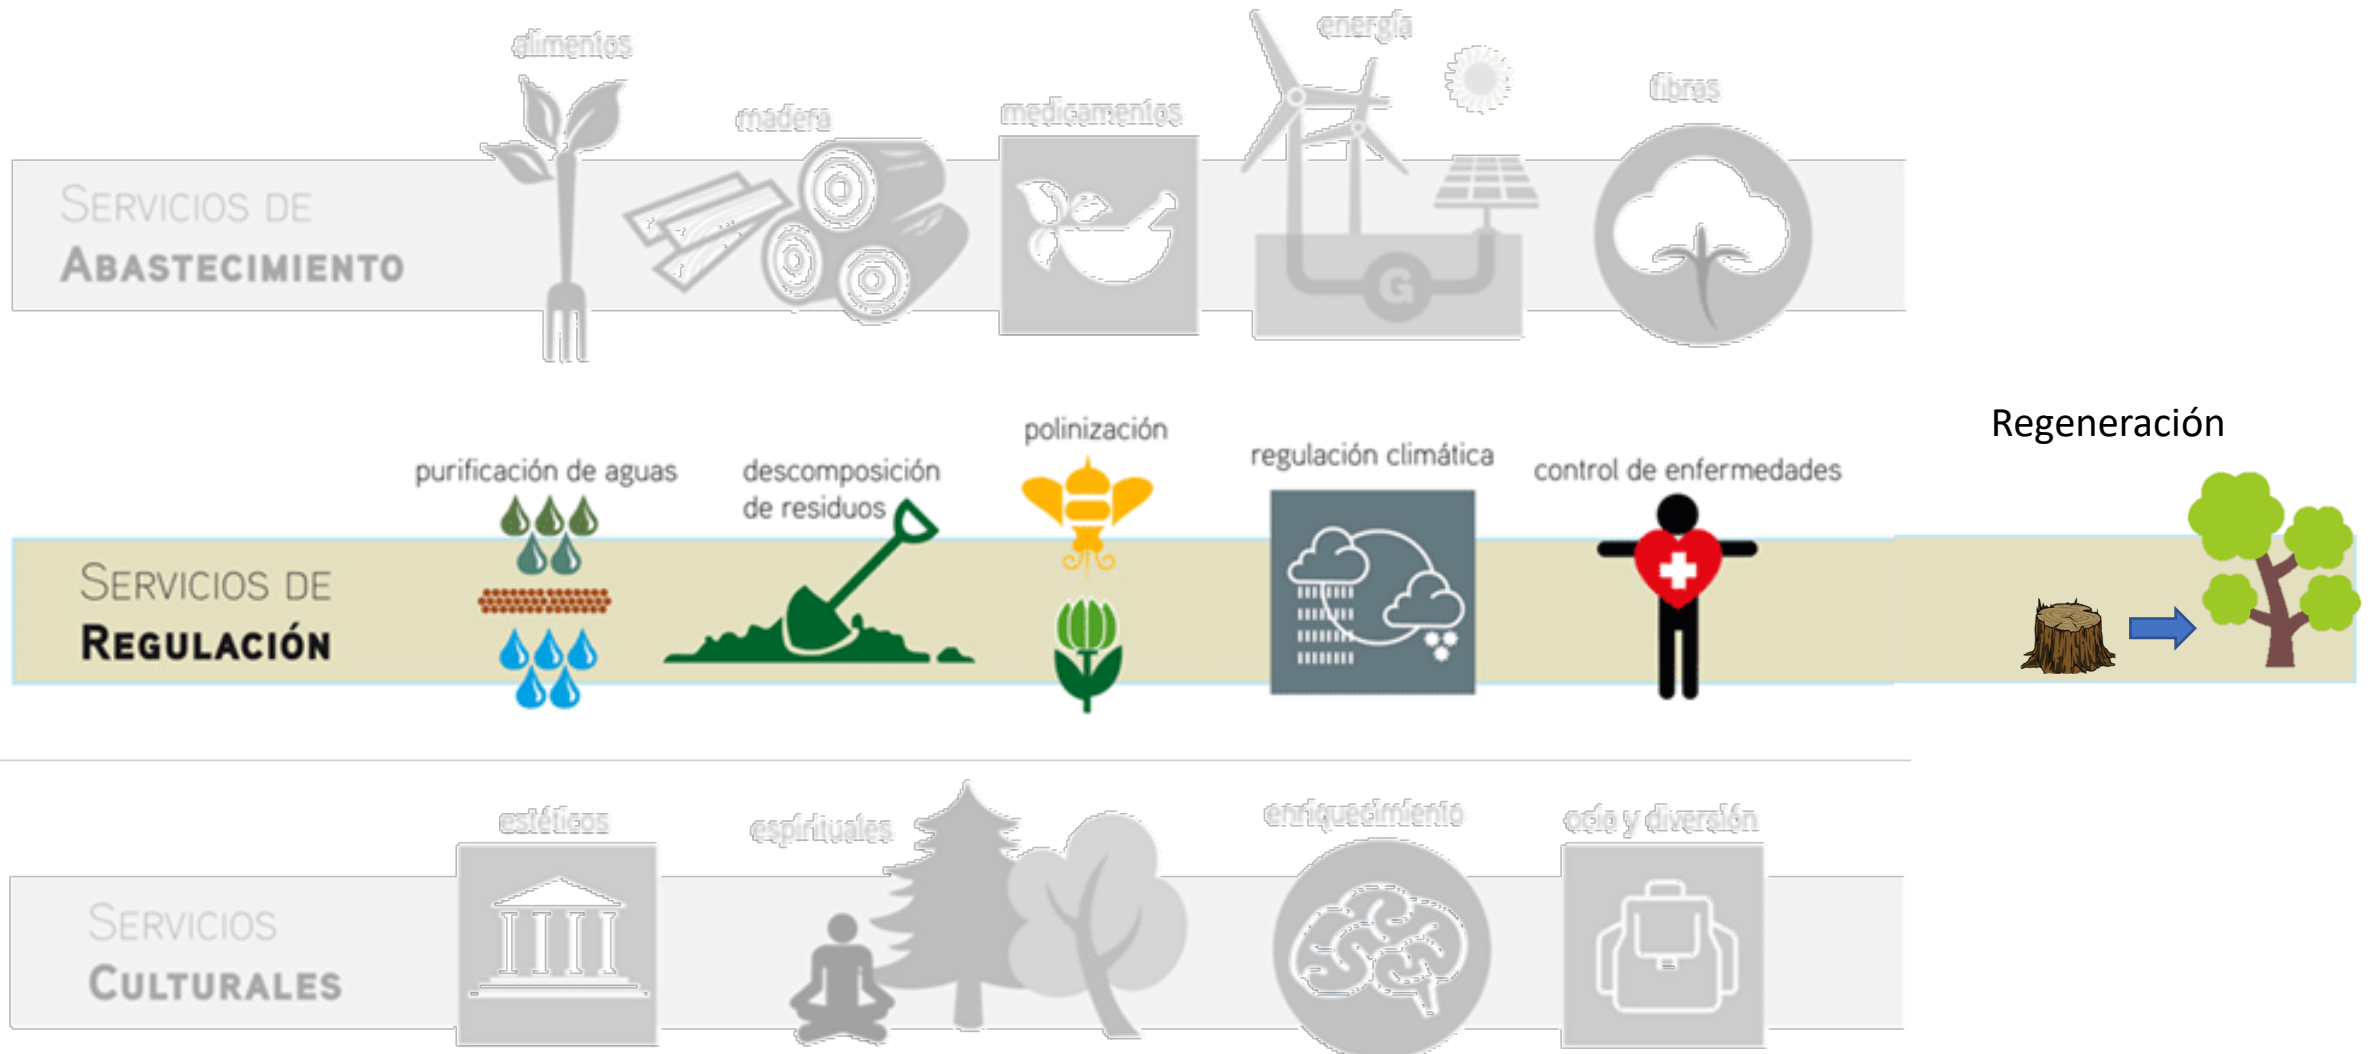 alimentos
madera
medicamentos
energía
fibras
SERVICIOS DE
ABASTECIMIENTO
G
Regeneración
purificación de aguas
descomposición
de residuos
polinización
regulación climática
control de enfermedades
SERVICIOS DE
REGULACIÓN
estéticos
espirituales
enriquecimiento
ocio y diversión
SERVICIOS
CULTURALES